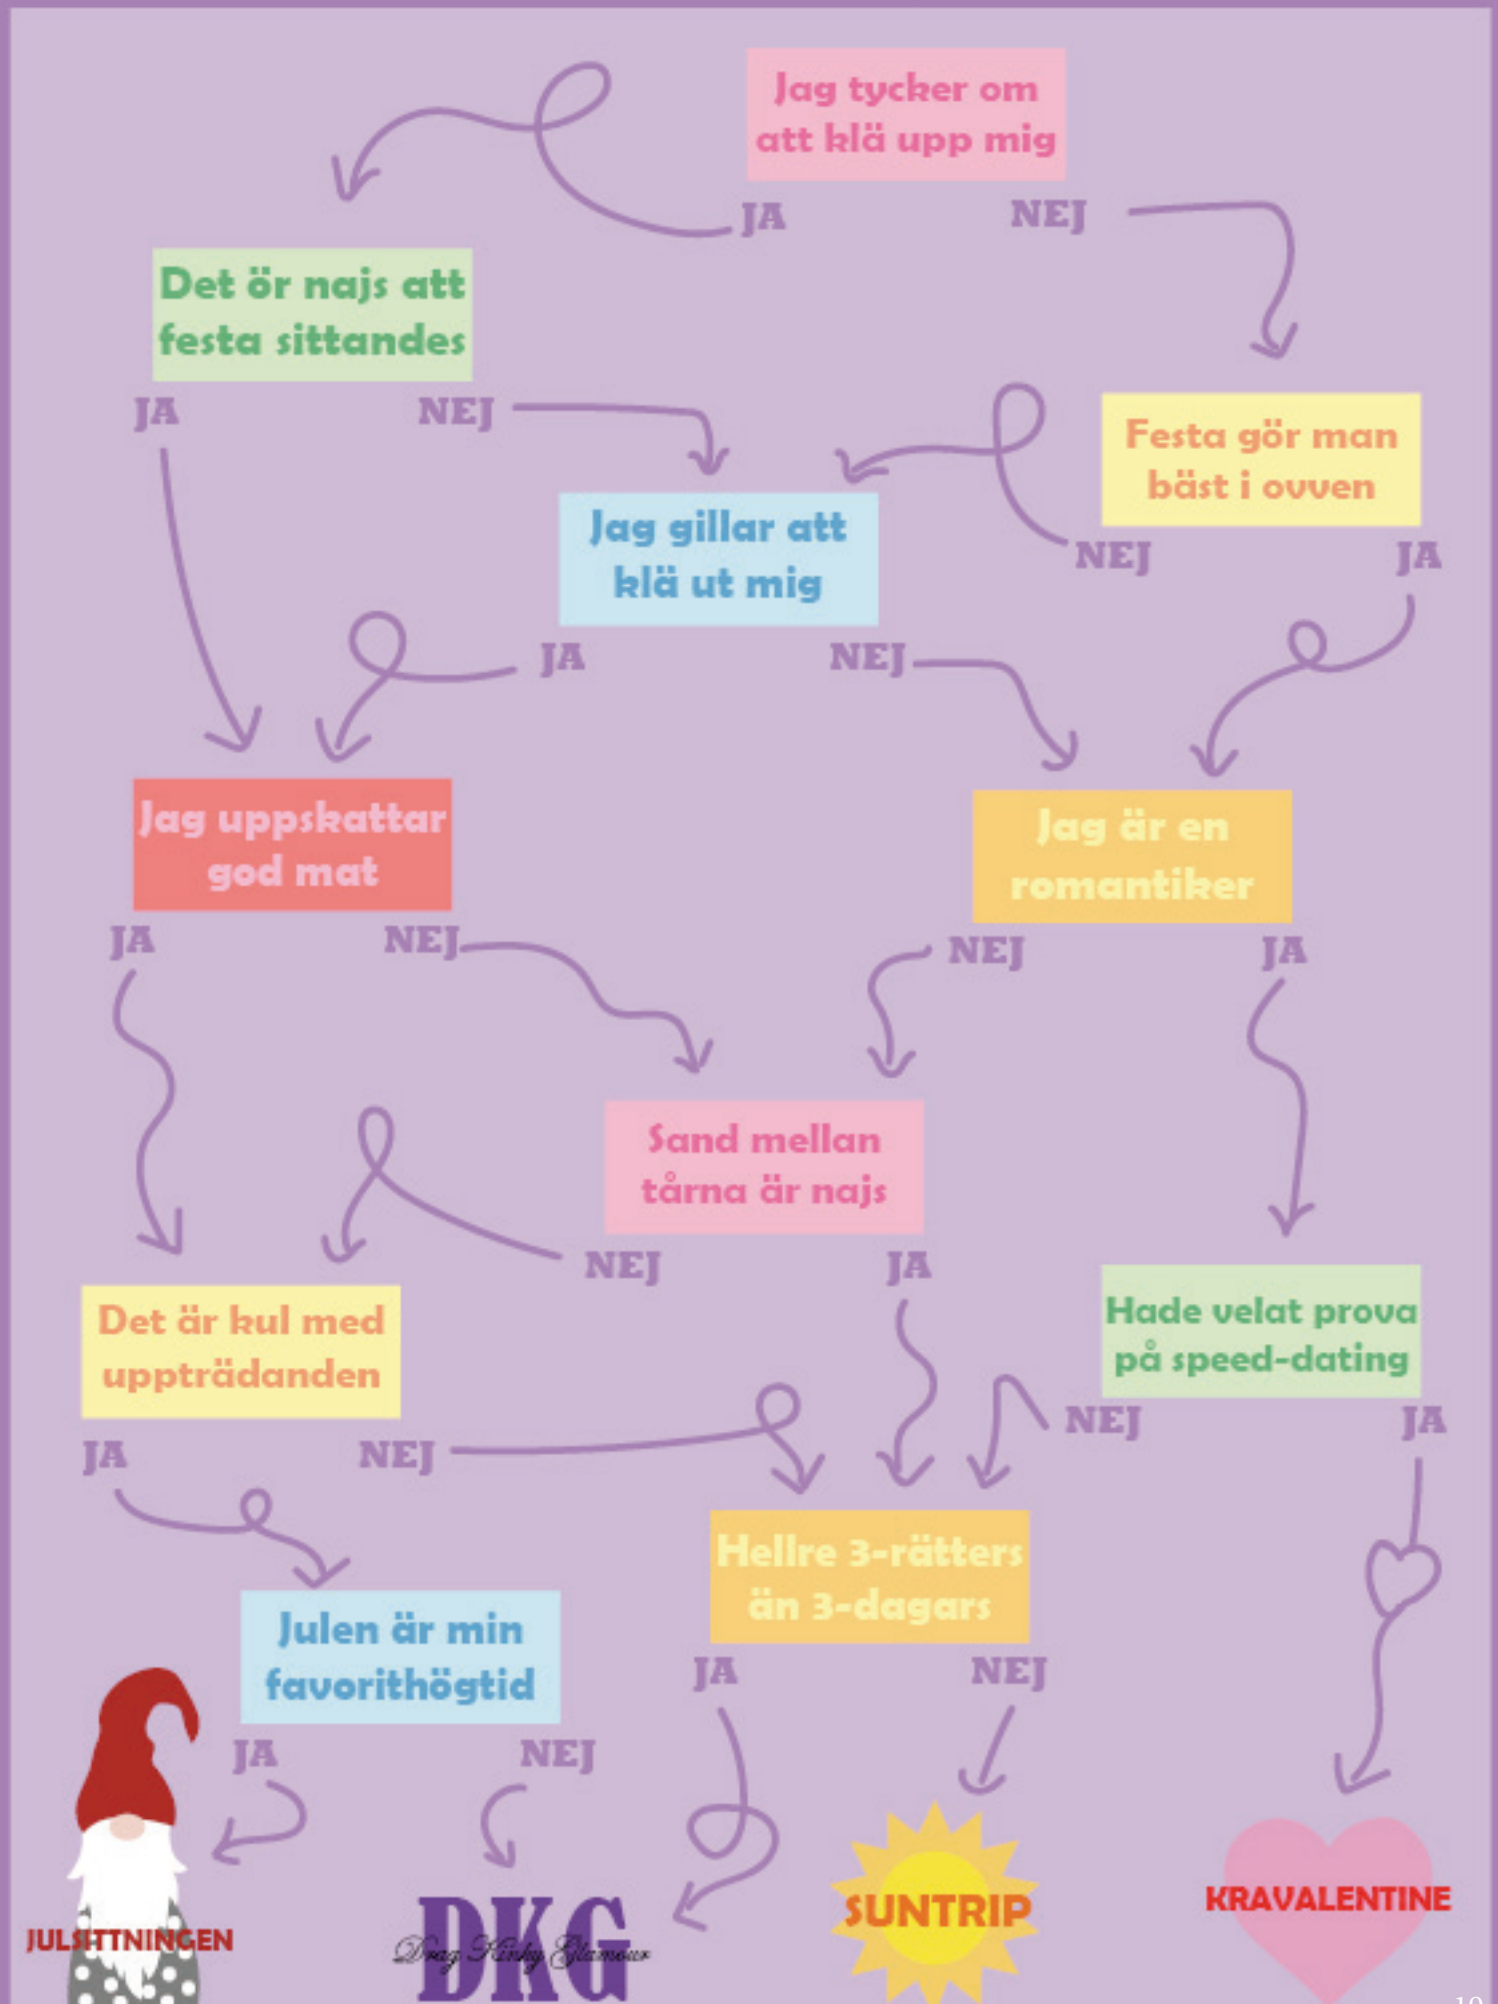 Jag tycker om
att klä upp mig
JA
NEJ
Det ör najs att
festa sittandes
JA
NEJ
Festa gör man
bäst i ovven
NEJ
JA
Jag gillar att
klä ut mig
JA
NEJ
Jag uppskattar
god mat
JA
NEJ
Jag är en
romantiker
NEJ
JA
Sand mellan
tårna är najs
NEJ
JA
Det är kul med
uppträdanden
JA
NEJ
Hade velat prova
på speed-dating
NEJ
JA
Hellre 3-rätters
än 3-dagars
JA
NEJ
Julen är min
favorithögtid
JA
NEJ
JULSITTNINGEN
DKG
Drag Kinky Glamour
SUNTRIP
KRAVALENTINE
19